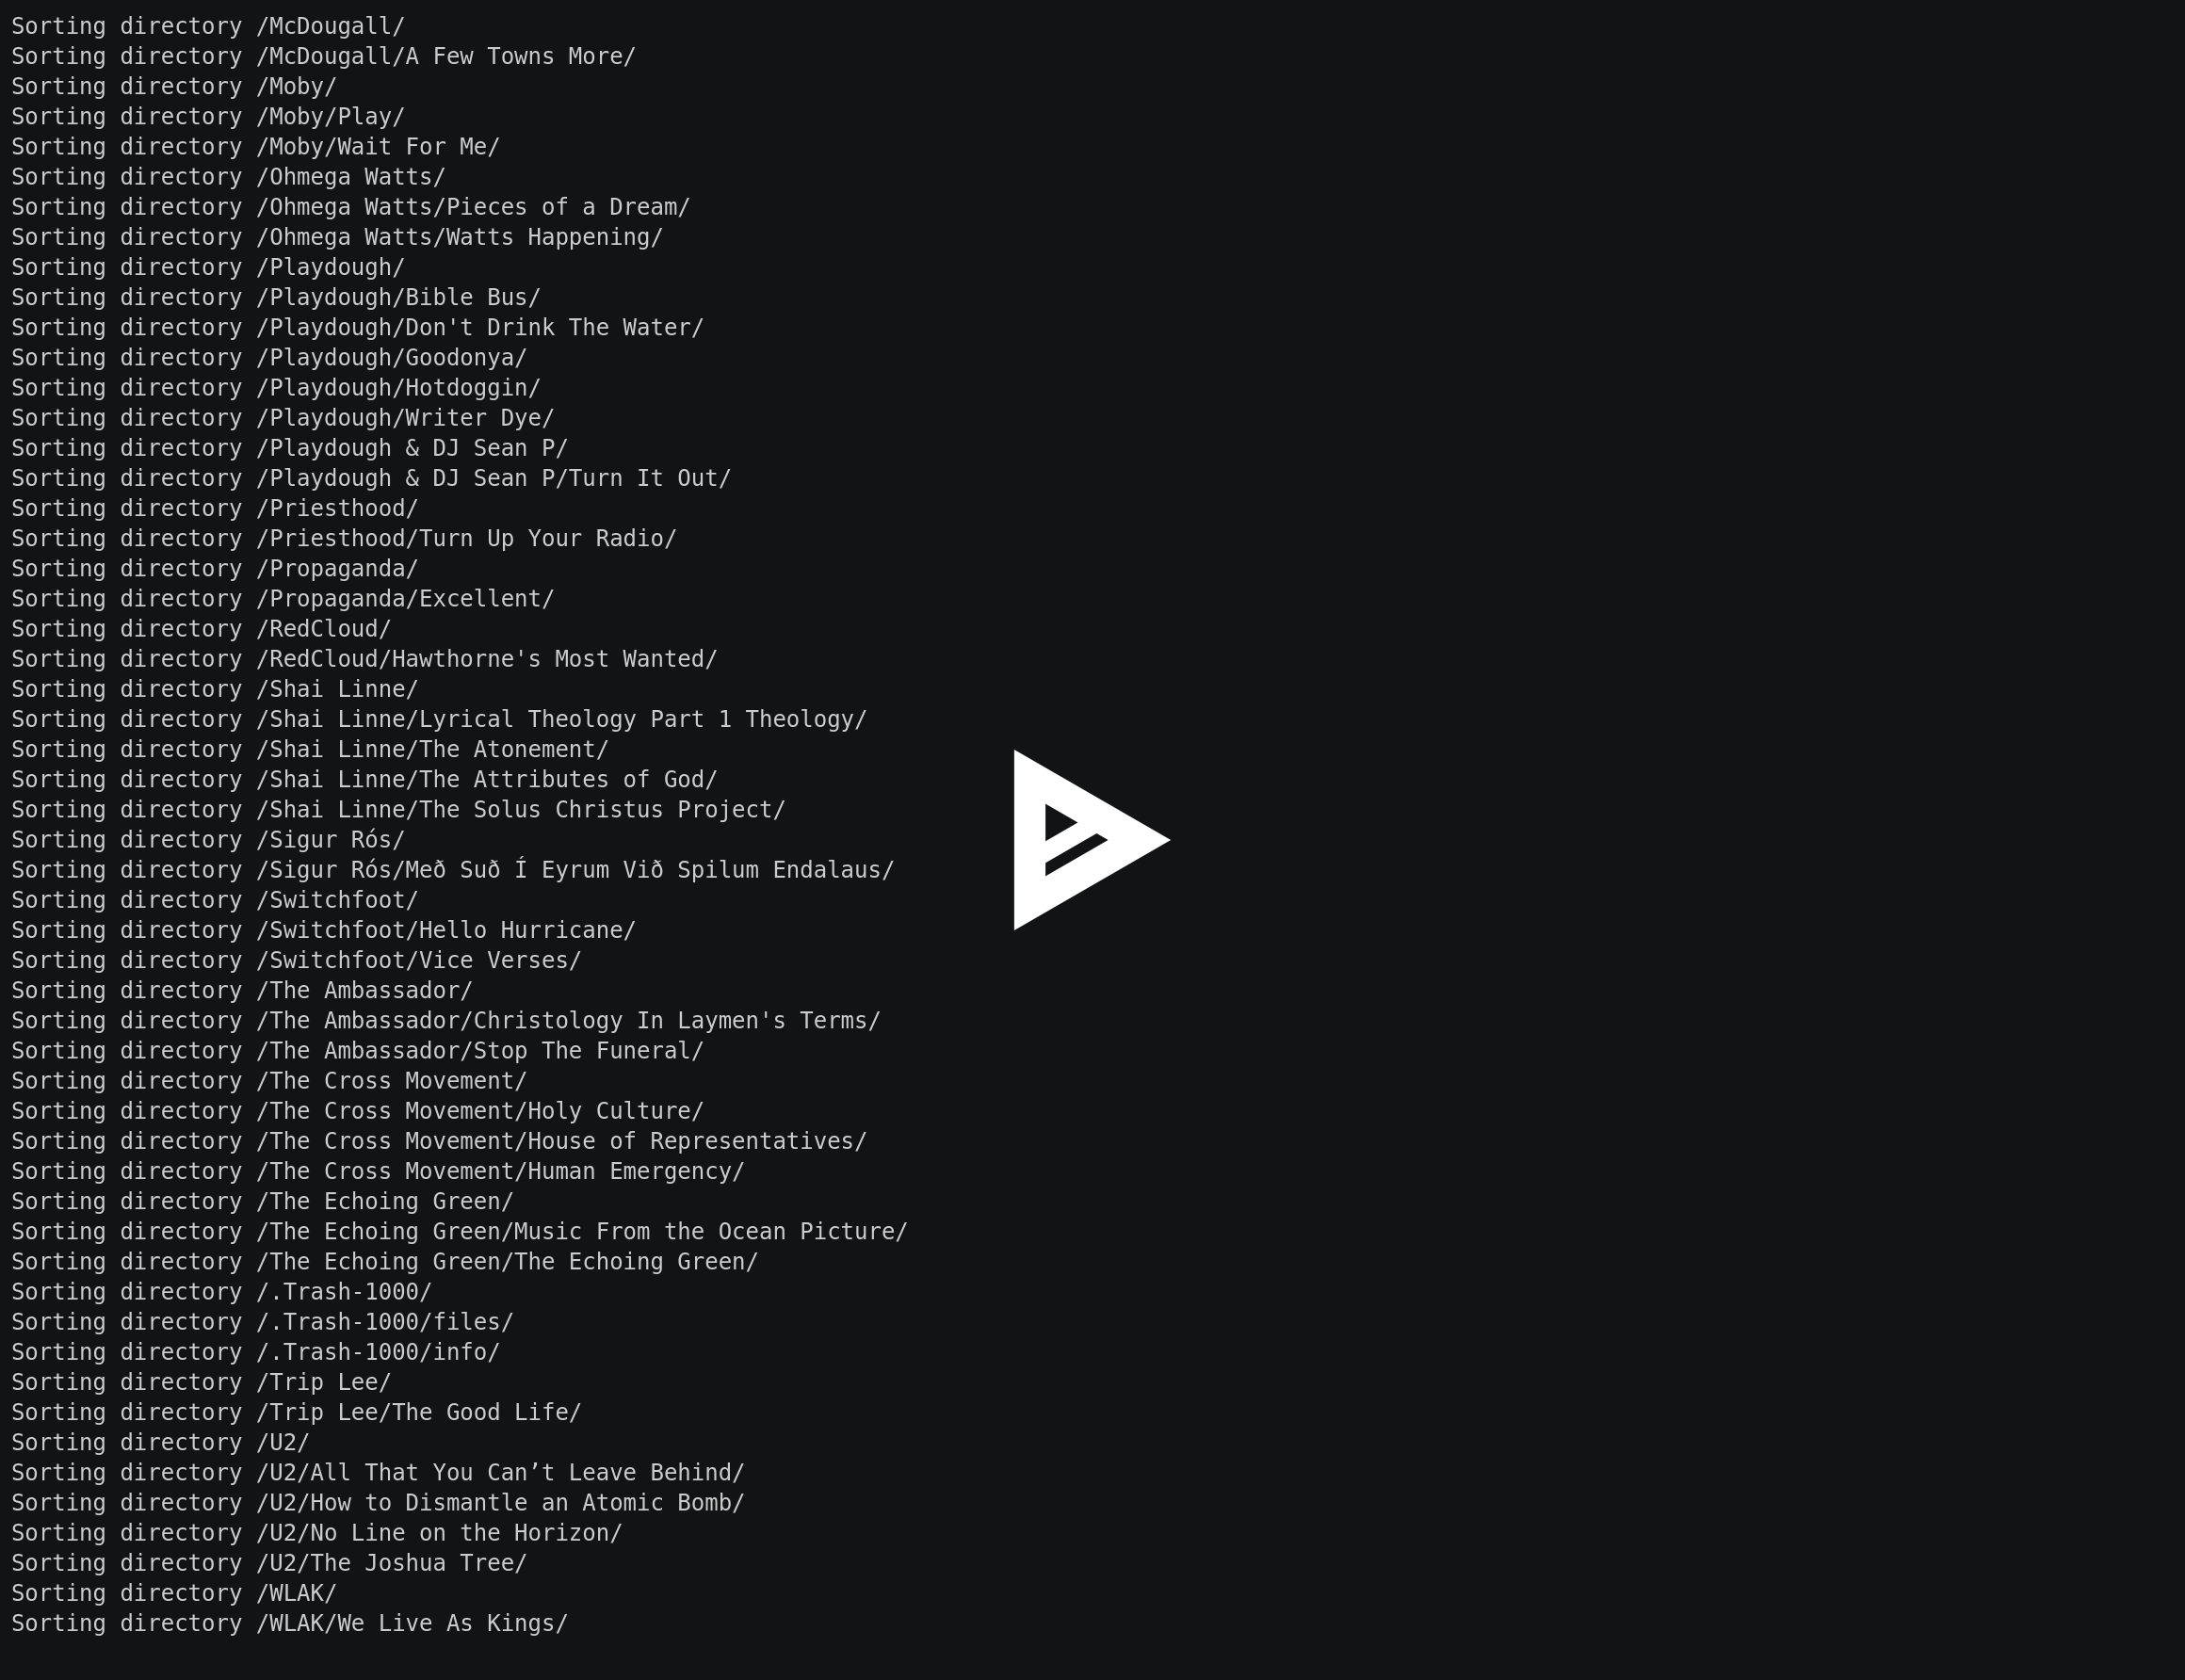 Sorting directory /McDougall/
Sorting directory /McDougall/A Few Towns More/
Sorting directory /Moby/
Sorting directory /Moby/Play/
Sorting directory /Moby/Wait For Me/
Sorting directory /Ohmega Watts/
Sorting directory /Ohmega Watts/Pieces of a Dream/
Sorting directory /Ohmega Watts/Watts Happening/
Sorting directory /Playdough/
Sorting directory /Playdough/Bible Bus/
Sorting directory /Playdough/Don't Drink The Water/
Sorting directory /Playdough/Goodonya/
Sorting directory /Playdough/Hotdoggin/
Sorting directory /Playdough/Writer Dye/
Sorting directory /Playdough & DJ Sean P/
Sorting directory /Playdough & DJ Sean P/Turn It Out/
Sorting directory /Priesthood/
Sorting directory /Priesthood/Turn Up Your Radio/
Sorting directory /Propaganda/
Sorting directory /Propaganda/Excellent/
Sorting directory /RedCloud/
Sorting directory /RedCloud/Hawthorne's Most Wanted/
Sorting directory /Shai Linne/
Sorting directory /Shai Linne/Lyrical Theology Part 1 Theology/
Sorting directory /Shai Linne/The Atonement/
Sorting directory /Shai Linne/The Attributes of God/
Sorting directory /Shai Linne/The Solus Christus Project/
Sorting directory /Sigur Rós/
Sorting directory /Sigur Rós/Með Suð Í Eyrum Við Spilum Endalaus/
Sorting directory /Switchfoot/
Sorting directory /Switchfoot/Hello Hurricane/
Sorting directory /Switchfoot/Vice Verses/
Sorting directory /The Ambassador/
Sorting directory /The Ambassador/Christology In Laymen's Terms/
Sorting directory /The Ambassador/Stop The Funeral/
Sorting directory /The Cross Movement/
Sorting directory /The Cross Movement/Holy Culture/
Sorting directory /The Cross Movement/House of Representatives/
Sorting directory /The Cross Movement/Human Emergency/
Sorting directory /The Echoing Green/
Sorting directory /The Echoing Green/Music From the Ocean Picture/
Sorting directory /The Echoing Green/The Echoing Green/
Sorting directory /.Trash-1000/
Sorting directory /.Trash-1000/files/
Sorting directory /.Trash-1000/info/
Sorting directory /Trip Lee/
Sorting directory /Trip Lee/The Good Life/
Sorting directory /U2/
Sorting directory /U2/All That You Can’t Leave Behind/
Sorting directory /U2/How to Dismantle an Atomic Bomb/
Sorting directory /U2/No Line on the Horizon/
Sorting directory /U2/The Joshua Tree/
Sorting directory /WLAK/
Sorting directory /WLAK/We Live As Kings/